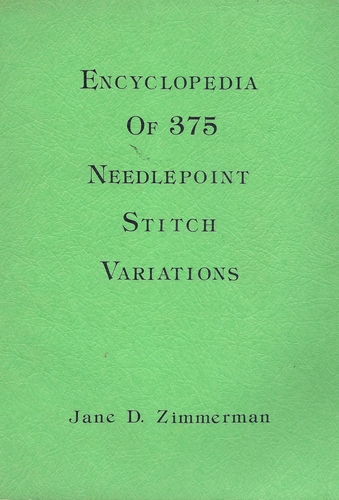 ENCYCLOPEDIA
OF 375
NEEDLEPOINT
STITCH
VARIATIONS
Jane D. Zimmerman